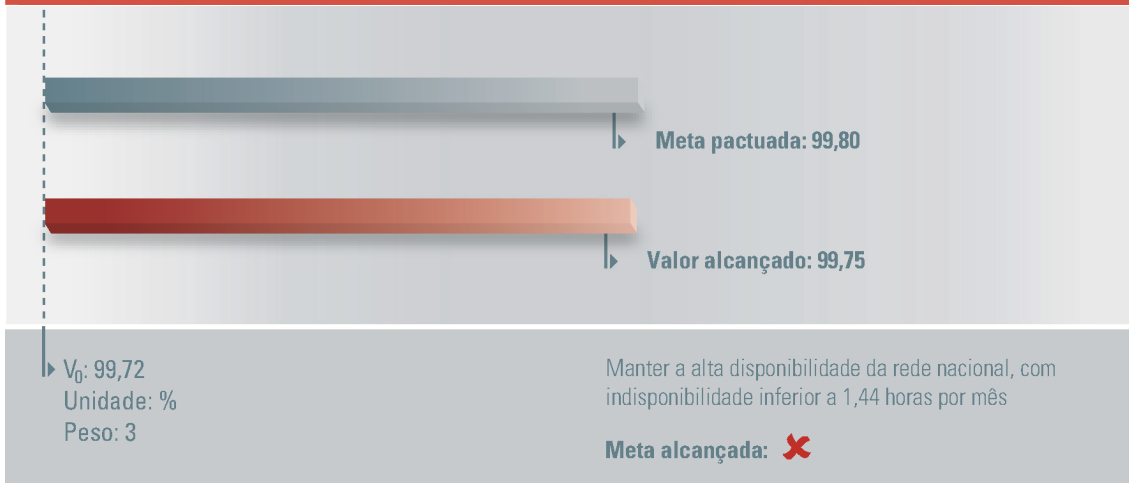 Meta pactuada: 99,80
Valor alcançado: 99,75
V0: 99,72
Unidade: %
Peso: 3
Manter a alta disponibilidade da rede nacional, com
indisponibilidade inferior a 1,44 horas por mês
Meta alcançada: ✘